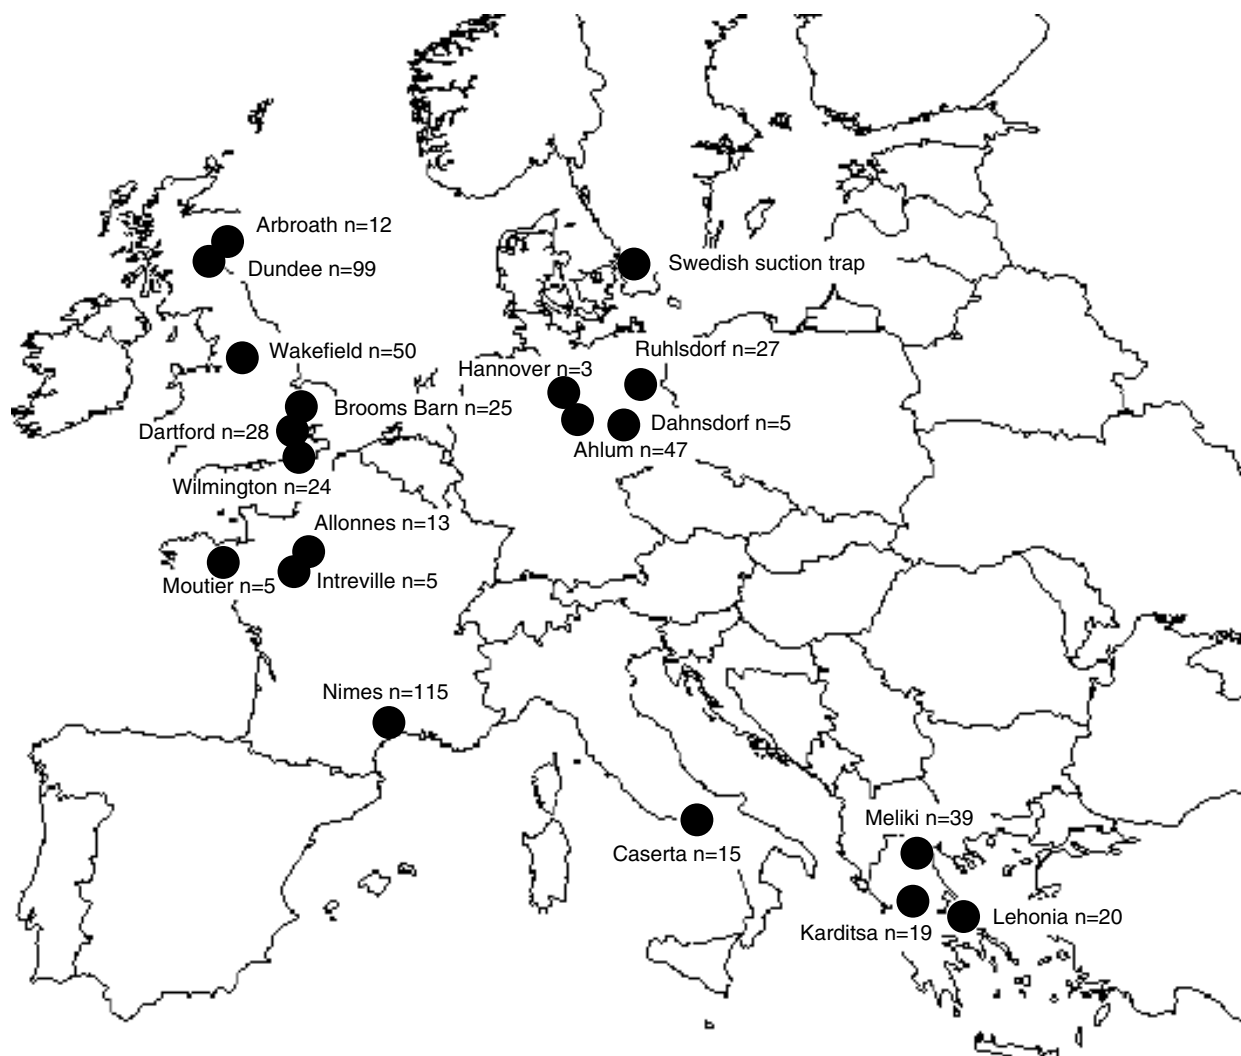 Arbroath n=12
Dundee n=99
Swedish suction trap
Wakefield n=50
Ruhlsdorf n=27
Hannover n=3
Brooms Barn n=25
Dartford n=28
Dahnsdorf n=5
Ahlum n=47
Wilmington n=24
Allonnes n=13
Moutier n=5
Intreville n=5
Nimes n=115
Meliki n=39
Caserta n=15
Lehonia n=20
Karditsa n=19